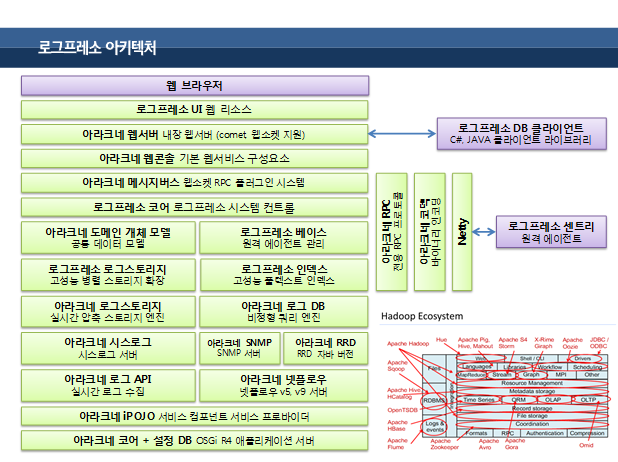 로그프레소 아키텍처
웹 브라우저
로그프레소 UI 웹 리소스
아라크네 웹서버 내장 웹서버 (comet 웹소켓 지원)
로그프레소 DB 클라이언트
C#, JAVA 클라이언트 라이브러리
아라크네 웹콘솔 기본 웹서비스 구성요소
아라크네 메시지버스 웹소켓 RPC 플러그인 시스템
로그프레소 코어 로그프레소 시스템 컨트롤
아라크네 RPC
전용 RPC 프로토콜
아라크네 코덱
바이너리 인코딩
Netty
로그프레소 센트리
원격 에이전트
아라크네 도메인 개체 모델
공통 데이터 모델
로그프레소 베이스
원격 에이전트 관리
로그프레소 로그스토리지
고성능 병렬 스토리지 확장
로그프레소 인덱스
고성능 풀텍스트 인덱스
아라크네 로그스토리지
실시간 압축 스토리지 엔진
아라크네 로그 DB
비정형 쿼리 엔진
아라크네 시스로그
시스로그 서버
아라크네 SNMP
SNMP 서버
아라크네 RRD
RRD 자바 버전
아라크네 로그 API
실시간 로그 수집
아라크네 넷플로우
넷플로우 v5, v9 서버
아라크네 iPOJO 서비스 컴포넌트 서비스 프로바이더
아라크네 코어 + 설정 DB OSGi R4 애플리케이션 서버
Hadoop Ecosystem
Apache Hadoop
Hue
Apache Pig,
Hive, Mahout
Apache S4
Storm
X-Rime
Giraph
Apache
Oozie
JDBC /
ODBC
Apache
Sqoop
Apache Hive
HCatalog
OpenTSDB
Apache
HBase
Apache
Flume
Web
Shell / CLI
Drivers
Languages
Libraries
Workflow
Scheduling
MapReduce
Stream
Graph
MPI
Other
Resource Management
Metadata storage
RDBMS
Time Series
ORM
OLAP
OLTP
Record storage
File storage
Logs &
events
Coordination
Formats
RPC
Authentication
Compression
Apache
Zookeeper
Apache
Avro
Apache
Gora
Omid